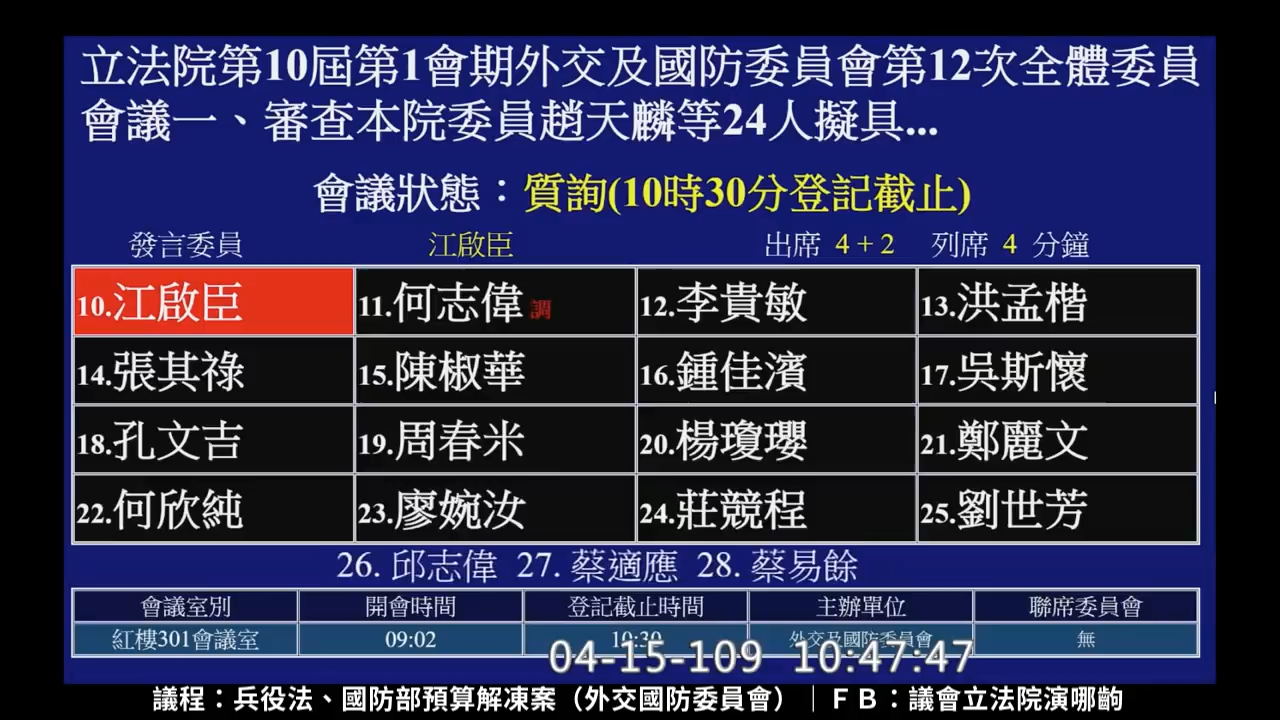 立法院第10屆第1會期外交及國防委員會第12次全體委員
會議一、審查本院委員趙天麟等24人擬具...
會議狀態：質詢(10時30分登記截止)
發言委員 江啟臣 出席 4+2 列席 4 分鐘
10.江啟臣 11.何志偉 調 12.李貴敏 13.洪孟楷
14.張其祿 15.陳椒華 16.鍾佳濱 17.吳斯懷
18.孔文吉 19.周春米 20.楊瓊瓔 21.鄭麗文
22.何欣純 23.廖婉汝 24.莊競程 25.劉世芳
26. 邱志偉 27. 蔡適應 28. 蔡易餘
會議室別 開會時間 登記截止時間 主辦單位 聯席委員會
紅樓301會議室 09:02 10:30 外交及國防委員會 無
04-15-109 10:47:47
議程：兵役法、國防部預算解凍案（外交國防委員會）｜ＦＢ：議會立法院演哪齣